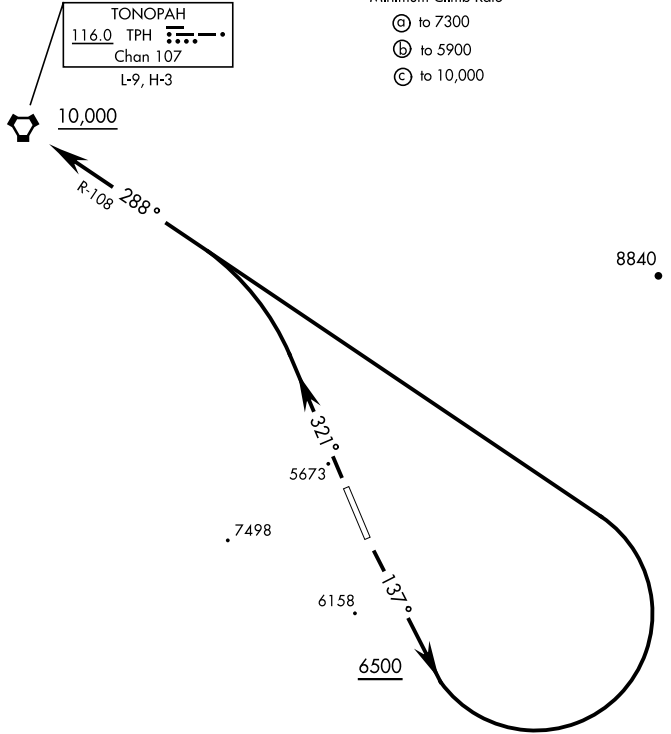 TONOPAH
116.0 TPH
Chan 107
L-9, H-3
ⓐ to 7300
ⓑ to 5900
ⓒ to 10,000
10,000
R-108
288°
8840
321°
5673
7498
137°
6158
6500